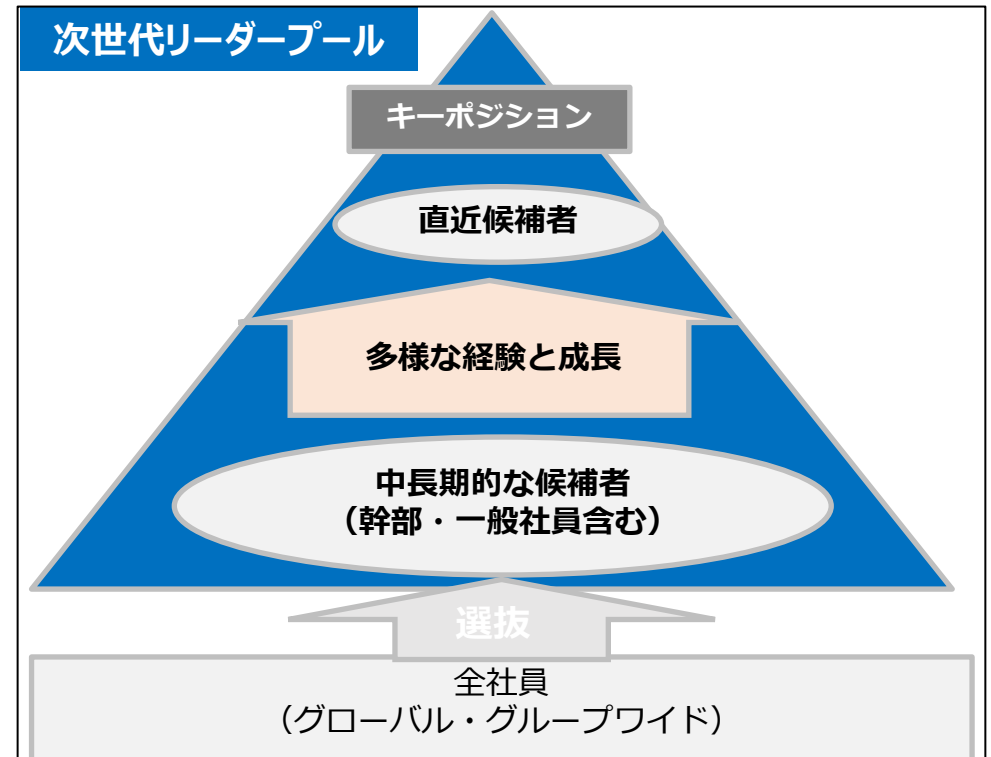 次世代リーダープール
キーポジション
直近候補者
多様な経験と成長
中長期的な候補者
（幹部・一般社員含む）
選抜
全社員
（グローバル・グループワイド）